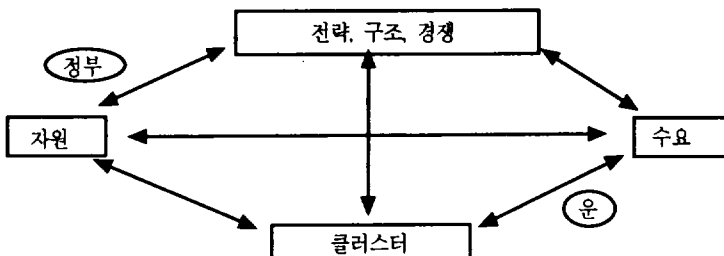 전략, 구조, 경쟁
정부
자원
수요
운
클러스터